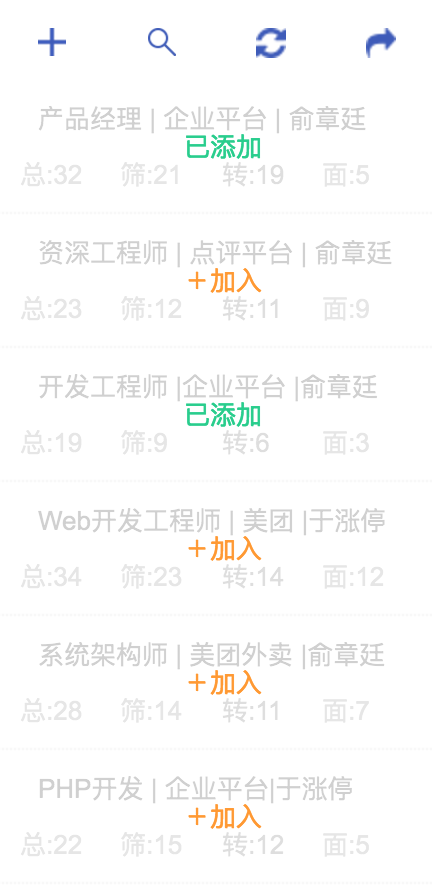 产品经理 | 企业平台 | 俞章廷
已添加
总:32 筛:21 转:19 面:5
资深工程师 | 点评平台 | 俞章廷
＋加入
总:23 筛:12 转:11 面:9
开发工程师 |企业平台 |俞章廷
已添加
总:19 筛:9 转:6 面:3
Web开发工程师 | 美团 |于涨停
＋加入
总:34 筛:23 转:14 面:12
系统架构师 | 美团外卖 |俞章廷
＋加入
总:28 筛:14 转:11 面:7
PHP开发 | 企业平台|于涨停
＋加入
总:22 筛:15 转:12 面:5